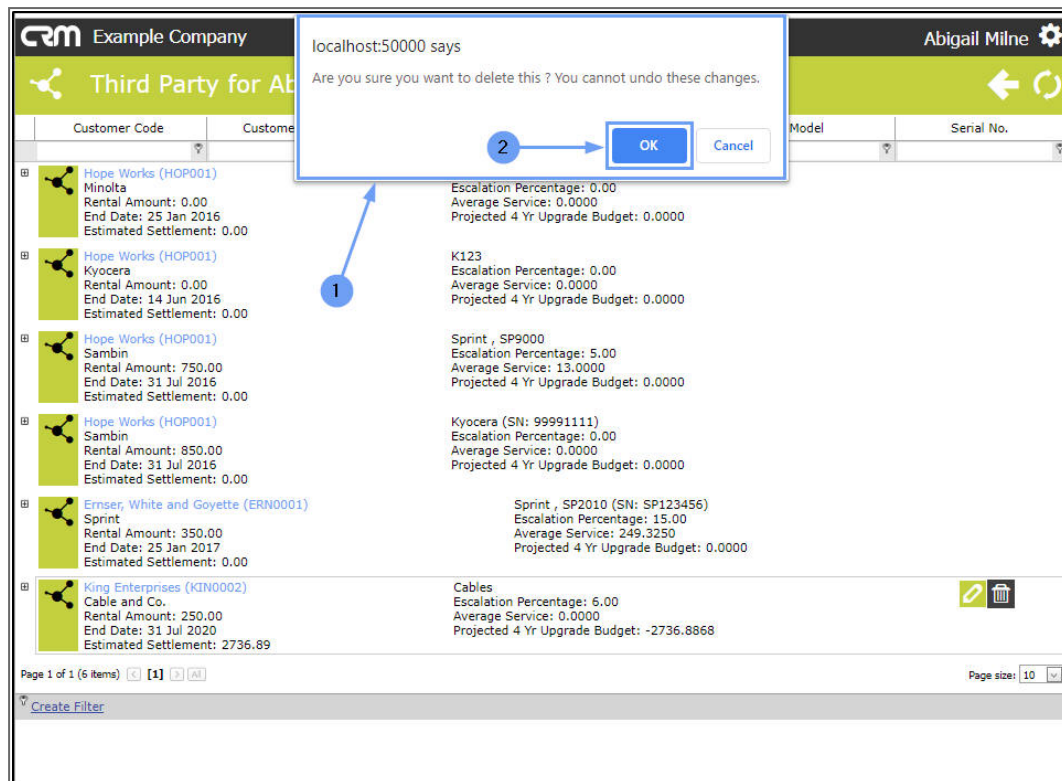 CRM Example Company
Abigail Milne
localhost:50000 says
Are you sure you want to delete this ? You cannot undo these changes.
2
OK
Cancel
1
Third Party for Ab
Customer Code
Custome
Model
Serial No.
Hope Works (HOP001)
Minolta
Rental Amount: 0.00
End Date: 25 Jan 2016
Estimated Settlement: 0.00
Escalation Percentage: 0.00
Average Service: 0.0000
Projected 4 Yr Upgrade Budget: 0.0000
Hope Works (HOP001)
Kyocera
Rental Amount: 0.00
End Date: 14 Jun 2016
Estimated Settlement: 0.00
K123
Escalation Percentage: 0.00
Average Service: 0.0000
Projected 4 Yr Upgrade Budget: 0.0000
Hope Works (HOP001)
Sambin
Rental Amount: 750.00
End Date: 31 Jul 2016
Estimated Settlement: 0.00
Sprint , SP9000
Escalation Percentage: 5.00
Average Service: 13.0000
Projected 4 Yr Upgrade Budget: 0.0000
Hope Works (HOP001)
Sambin
Rental Amount: 850.00
End Date: 31 Jul 2016
Estimated Settlement: 0.00
Kyocera (SN: 99991111)
Escalation Percentage: 0.00
Average Service: 0.0000
Projected 4 Yr Upgrade Budget: 0.0000
Ernser, White and Goyette (ERN0001)
Sprint
Rental Amount: 350.00
End Date: 25 Jan 2017
Estimated Settlement: 0.00
Sprint , SP2010 (SN: SP123456)
Escalation Percentage: 15.00
Average Service: 249.3250
Projected 4 Yr Upgrade Budget: 0.0000
King Enterprises (KIN0002)
Cable and Co.
Rental Amount: 250.00
End Date: 31 Jul 2020
Estimated Settlement: 2736.89
Cables
Escalation Percentage: 6.00
Average Service: 0.0000
Projected 4 Yr Upgrade Budget: -2736.8868
Page 1 of 1 (6 items) < [1] > All
Page size: 10
Create Filter